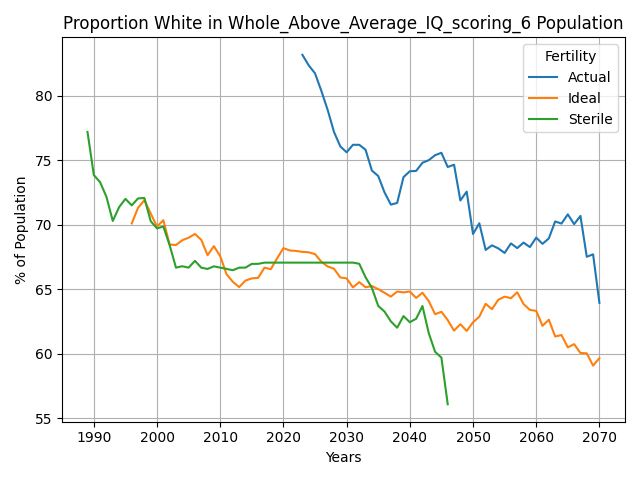 Proportion White in Whole_Above_Average_IQ_scoring_6 Population
Fertility
Actual
Ideal
Sterile
% of Population
80
75
70
65
60
55
1990 2000 2010 2020 2030 2040 2050 2060 2070
Years